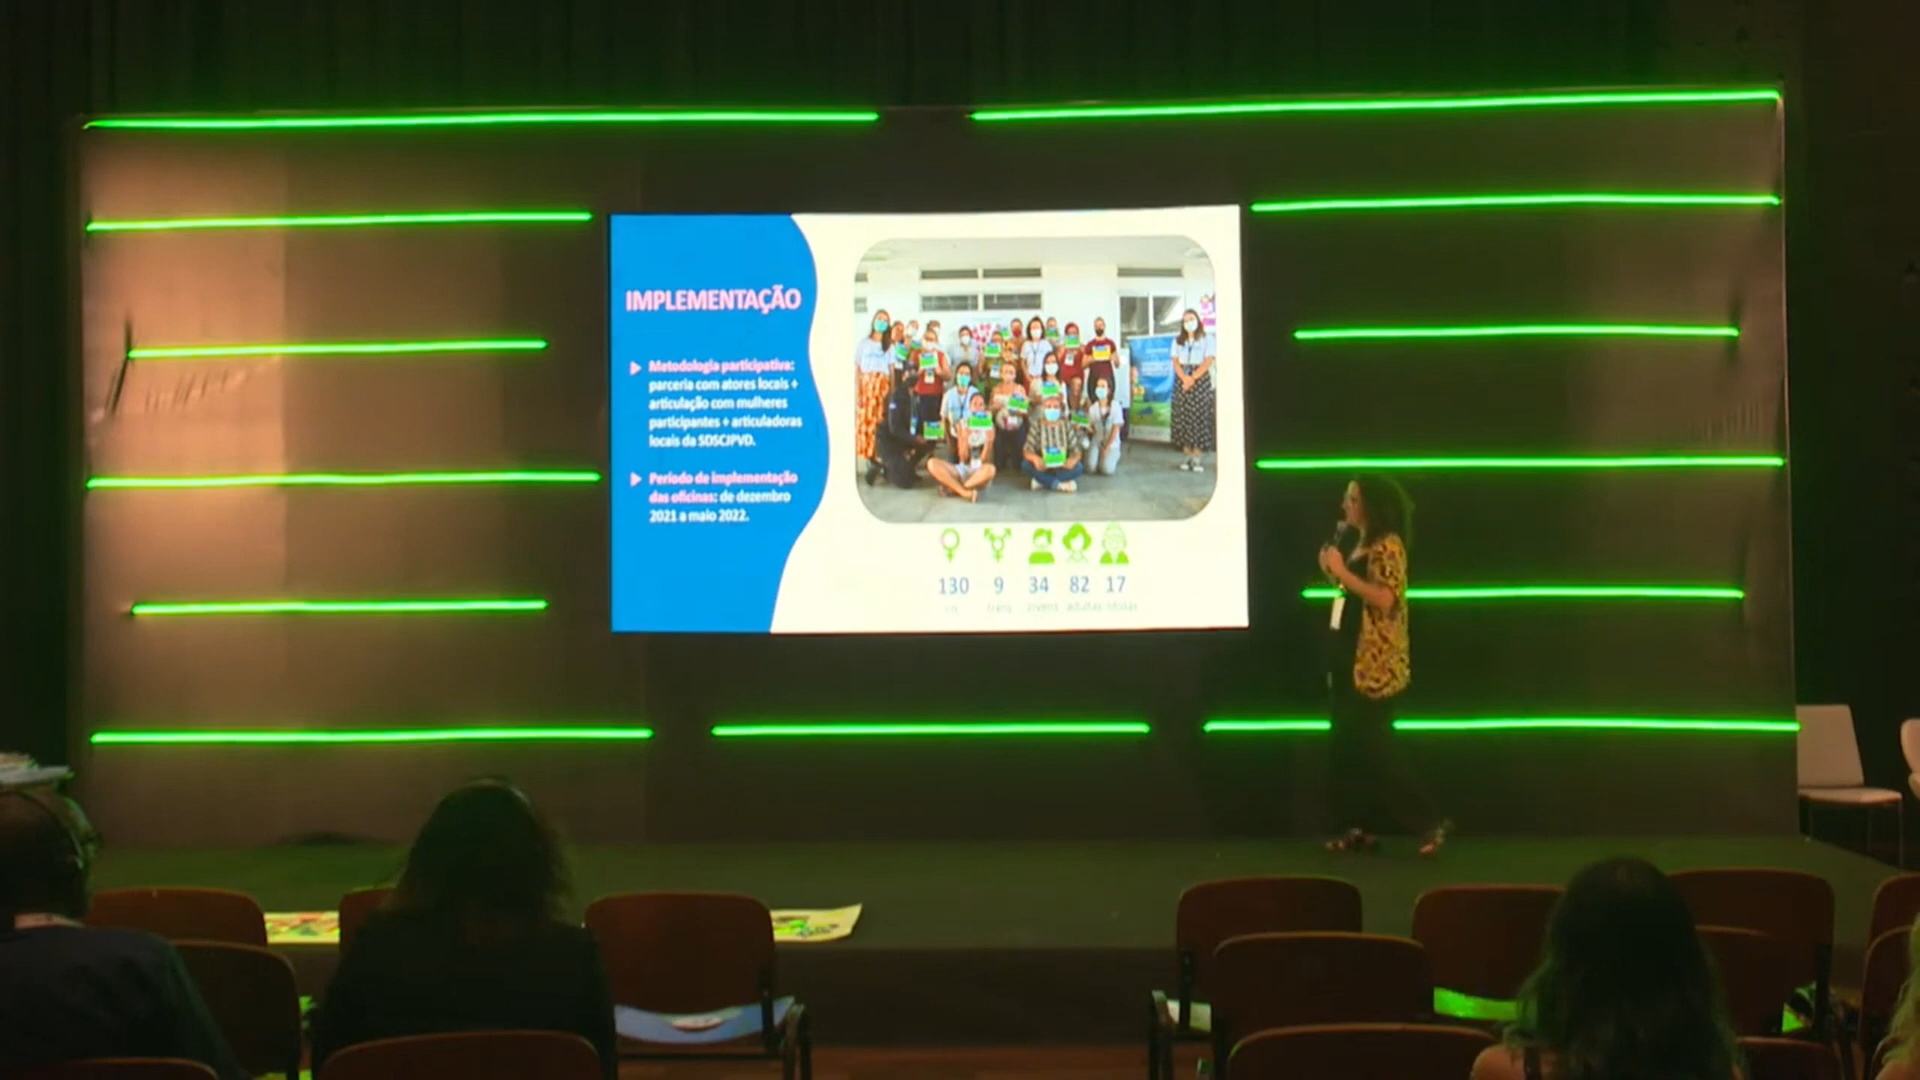 IMPLEMENTAÇÃO
Metodologia participativa:
parceria com atores locais +
articulação com mulheres
participantes + articuladoras
locais da SDSCJPVD.
Período de implementação
das oficinas: de dezembro
2021 a maio 2022.
130 9 34 82 17
cis trans jovens adultas idosas